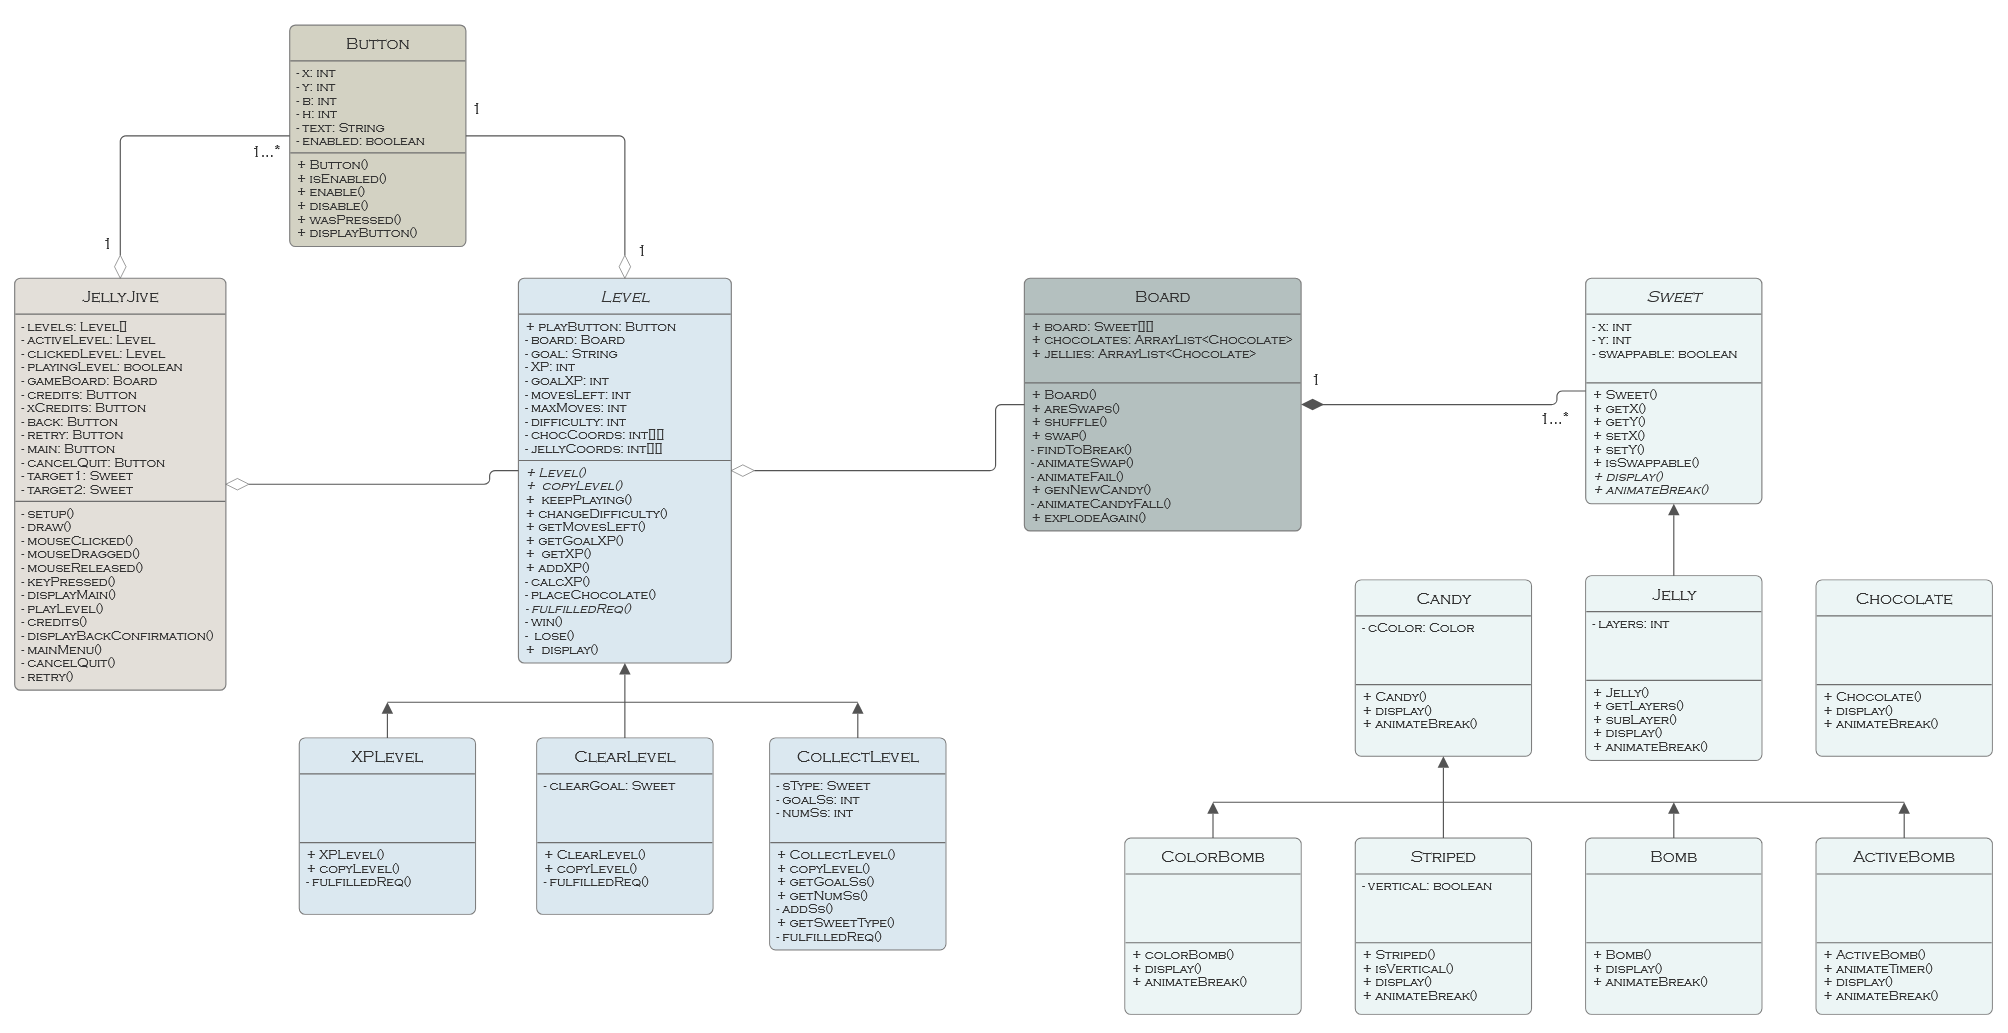 Button
- x: int
- y: int
- b: int
- h: int
- text: String
- enabled: boolean
+ Button()
+ isEnabled()
+ enable()
+ disable()
+ wasPressed()
+ displayButton()
1
1...*
1
1
JellyJive
- levels: Level[]
- activeLevel: Level
- clickedLevel: Level
- playingLevel: boolean
- gameBoard: Board
- credits: Button
- xCredits: Button
- back: Button
- retry: Button
- main: Button
- cancelQuit: Button
- target1: Sweet
- target2: Sweet
- setup()
- draw()
- mouseClicked()
- mouseDragged()
- mouseReleased()
- keyPressed()
- displayMain()
- playLevel()
- credits()
- displayBackConfirmation()
- mainMenu()
- cancelQuit()
- retry()
Level
+ playButton: Button
- board: Board
- goal: String
- XP: int
- goalXP: int
- movesLeft: int
- maxMoves: int
- difficulty: int
- chocCoords: int[][]
- jellyCoords: int[][]
+ Level()
+ copyLevel()
+ keepPlaying()
+ changeDifficulty()
+ getMovesLeft()
+ getGoalXP()
+ getXP()
+ addXP()
- calcXP()
- placeChocolate()
- fulfilledReq()
- win()
- lose()
+ display()
Board
+ board: Sweet[][]
+ chocolates: ArrayList<Chocolate>
+ jellies: ArrayList<Chocolate>
+ Board()
+ areSwaps()
+ shuffle()
+ swap()
- findToBreak()
- animateSwap()
- animateFail()
+ genNewCandy()
- animateCandyFall()
+ explodeAgain()
1
1...*
Sweet
- x: int
- y: int
- swappable: boolean
+ Sweet()
+ getX()
+ getY()
+ setX()
+ setY()
+ isSwappable()
+ display()
+ animateBreak()
Candy
- cColor: Color
+ Candy()
+ display()
+ animateBreak()
Jelly
- layers: int
+ Jelly()
+ getLayers()
+ subLayer()
+ display()
+ animateBreak()
Chocolate
+ Chocolate()
+ display()
+ animateBreak()
XPLevel
+ XPLevel()
+ copyLevel()
- fulfilledReq()
ClearLevel
- clearGoal: Sweet
+ ClearLevel()
+ copyLevel()
- fulfilledReq()
CollectLevel
- sType: Sweet
- goalSs: int
- numSs: int
+ CollectLevel()
+ copyLevel()
+ getGoalSs()
+ getNumSs()
- addSs()
+ getSweetType()
- fulfilledReq()
ColorBomb
+ colorBomb()
+ display()
+ animateBreak()
Striped
- vertical: boolean
+ Striped()
+ isVertical()
+ display()
+ animateBreak()
Bomb
+ Bomb()
+ display()
+ animateBreak()
ActiveBomb
+ ActiveBomb()
+ animateTimer()
+ display()
+ animateBreak()